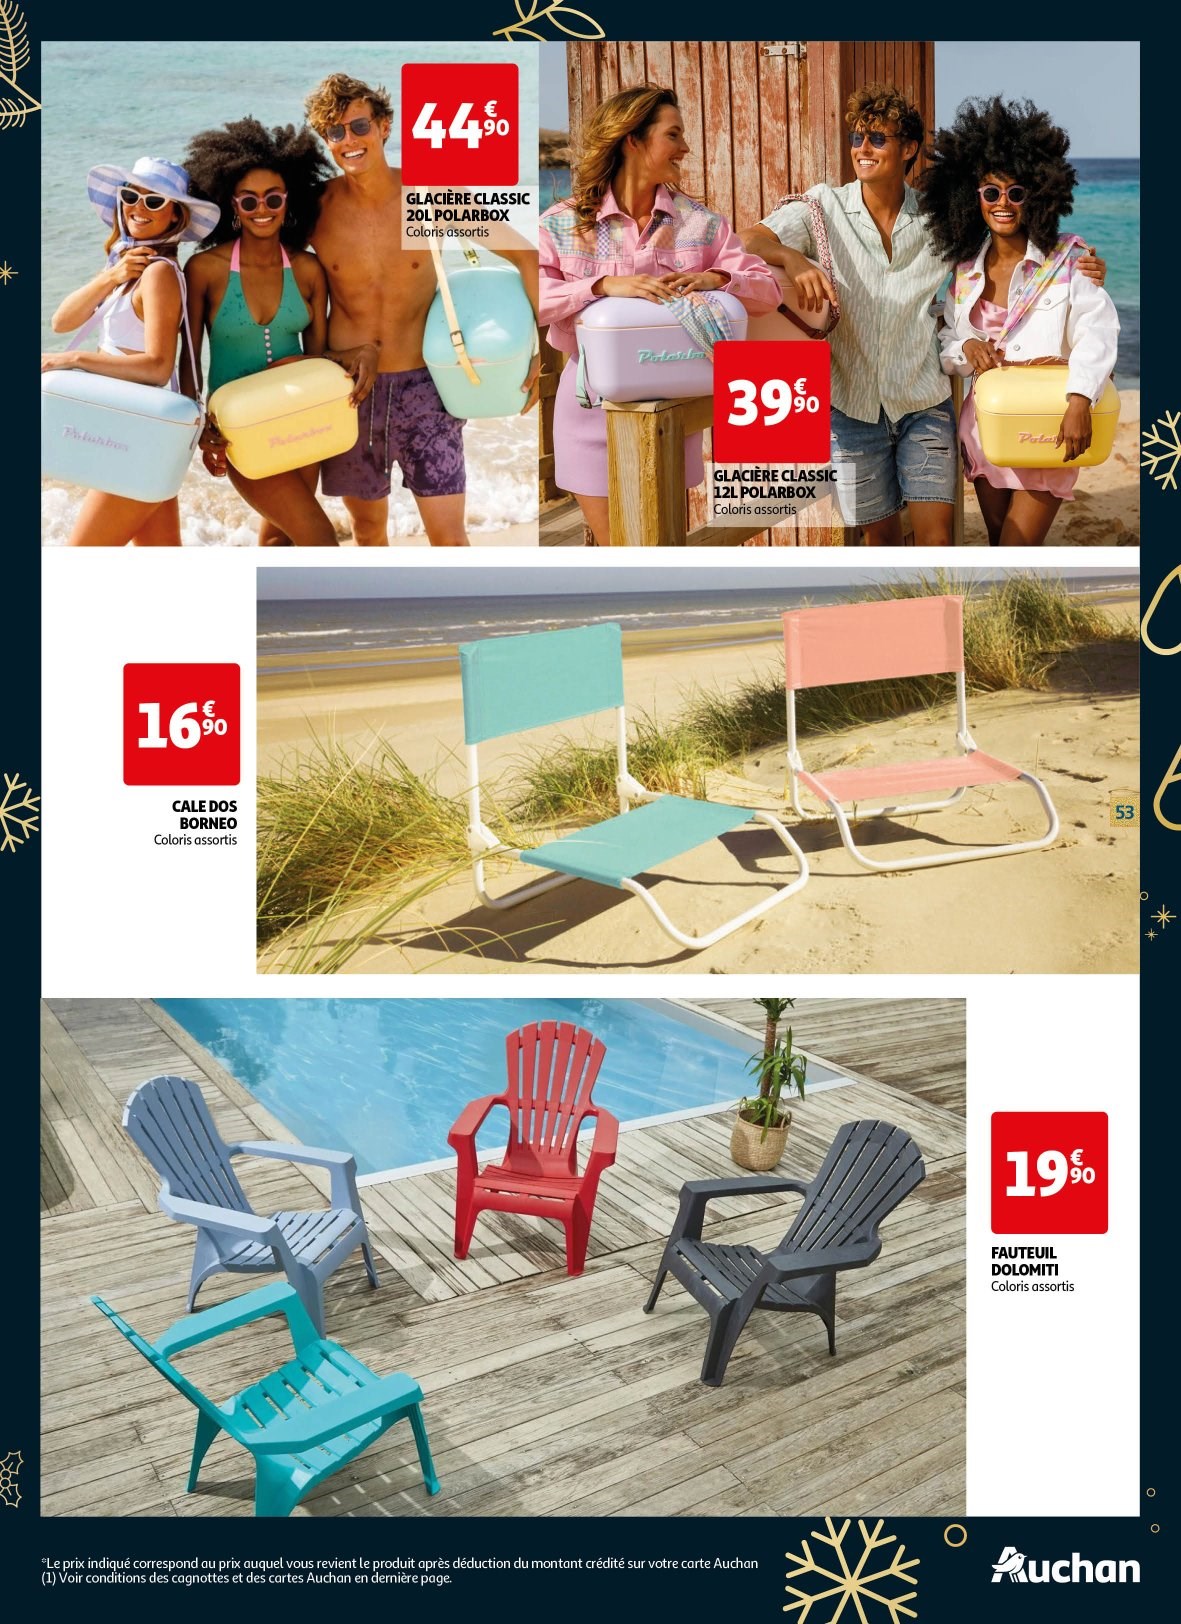 44€90
GLACIÈRE CLASSIC
20L POLARBOX
Coloris assortis
Polarbox
Polarbox
Polarbox
39€90
GLACIÈRE CLASSIC
12L POLARBOX
Coloris assortis
16€90
CALE DOS
BORNEO
Coloris assortis
53
19€90
FAUTEUIL
DOLOMITI
Coloris assortis
*Le prix indiqué correspond au prix auquel vous revient le produit après déduction du montant crédité sur votre carte Auchan
(1) Voir conditions des cagnottes et des cartes Auchan en dernière page.
Auchan